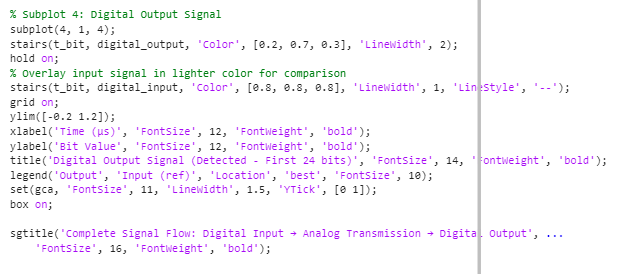 % Subplot 4: Digital Output Signal
subplot(4, 1, 4);
stairs(t_bit, digital_output, 'Color', [0.2, 0.7, 0.3], 'LineWidth', 2);
hold on;
% Overlay input signal in lighter color for comparison
stairs(t_bit, digital_input, 'Color', [0.8, 0.8, 0.8], 'LineWidth', 1, 'LineStyle', '--');
grid on;
ylim([-0.2 1.2]);
xlabel('Time (μs)', 'FontSize', 12, 'FontWeight', 'bold');
ylabel('Bit Value', 'FontSize', 12, 'FontWeight', 'bold');
title('Digital Output Signal (Detected - First 24 bits)', 'FontSize', 14, 'FontWeight', 'bold');
legend('Output', 'Input (ref)', 'Location', 'best', 'FontSize', 10);
set(gca, 'FontSize', 11, 'LineWidth', 1.5, 'YTick', [0 1]);
box on;
sgtitle('Complete Signal Flow: Digital Input → Analog Transmission → Digital Output', ...
'FontSize', 16, 'FontWeight', 'bold');